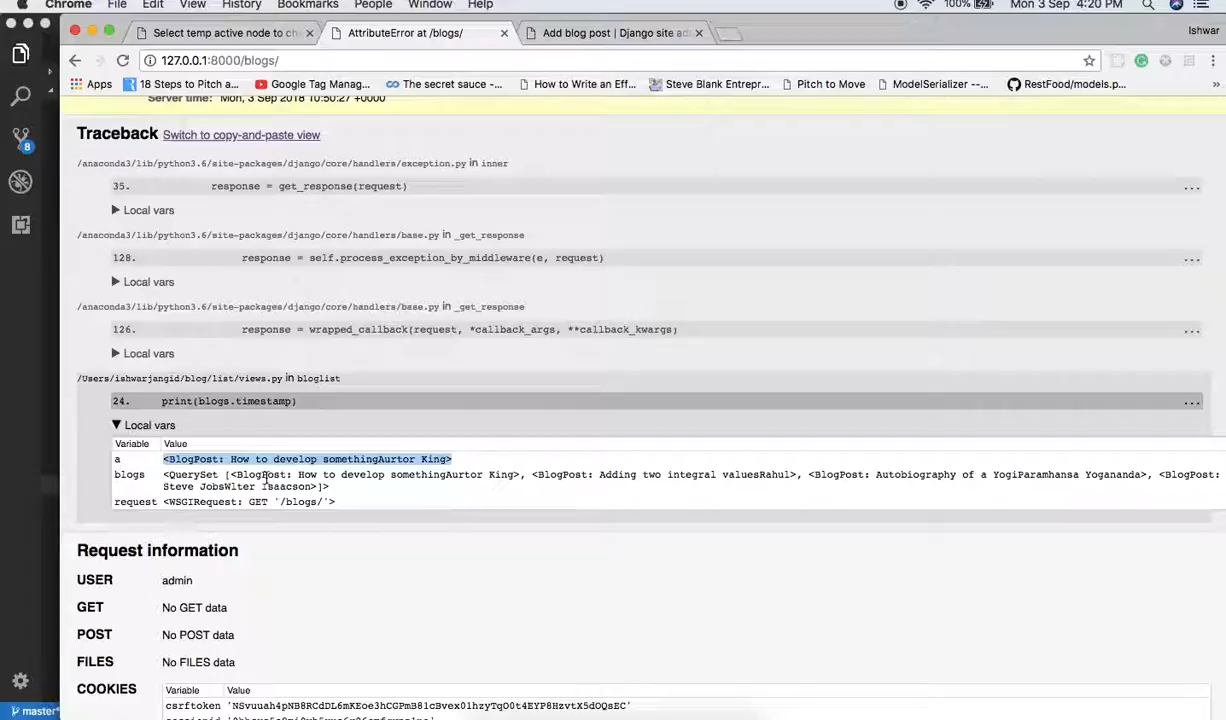 Chrome File Edit View History Bookmarks People Window Help 100% Mon 3 Sep 4:20 PM
Select temp active node to ch × AttributeError at /blogs/ × Add blog post | Django site ad × Ishwar
127.0.0.1:8000/blogs/
Apps 18 Steps to Pitch a... Google Tag Manag... The secret sauce -... How to Write an Eff... Steve Blank Entrepr... Pitch to Move ModelSerializer --... RestFood/models.p... »
Server time: Mon, 3 Sep 2018 10:50:27 +0000
Traceback Switch to copy-and-paste view
/anaconda3/lib/python3.6/site-packages/django/core/handlers/exception.py in inner
35. response = get_response(request) ...
▶ Local vars
/anaconda3/lib/python3.6/site-packages/django/core/handlers/base.py in _get_response
128. response = self.process_exception_by_middleware(e, request) ...
▶ Local vars
/anaconda3/lib/python3.6/site-packages/django/core/handlers/base.py in _get_response
126. response = wrapped_callback(request, *callback_args, **callback_kwargs) ...
▶ Local vars
/Users/ishwarjangid/blog/list/views.py in bloglist
24. print(blogs.timestamp) ...
▼ Local vars
Variable Value
a <BlogPost: How to develop somethingAurtor King>
blogs <QuerySet [<BlogPost: How to develop somethingAurtor King>, <BlogPost: Adding two integral valuesRahul>, <BlogPost: Autobiography of a YogiParamhansa Yogananda>, <BlogPost:
Steve JobsWlter Isaacson>]>
request <WSGIRequest: GET '/blogs/'>
Request information
USER admin
GET No GET data
POST No POST data
FILES No FILES data
COOKIES Variable Value
csrftoken
8
master*